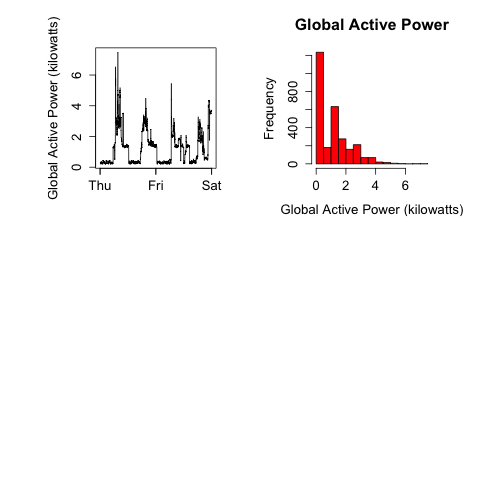 Global Active Power (kilowatts)
0 2 4 6
Thu Fri Sat
Global Active Power
Frequency
0 400 800
0 2 4 6
Global Active Power (kilowatts)